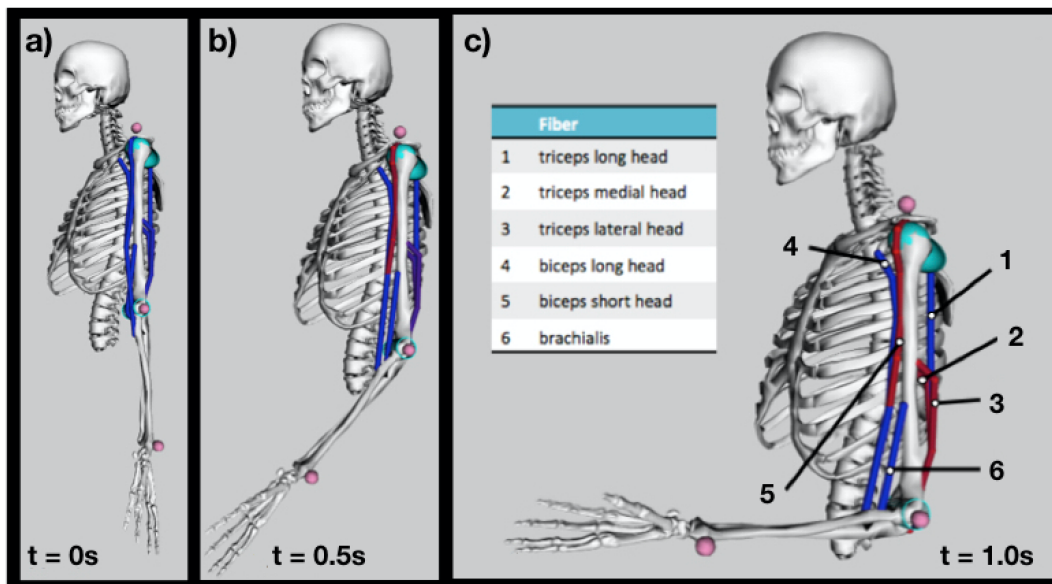 a)
t = 0s
b)
t = 0.5s
c)
Fiber
1 triceps long head
2 triceps medial head
3 triceps lateral head
4 biceps long head
5 biceps short head
6 brachialis
4
1
2
3
5
6
t = 1.0s